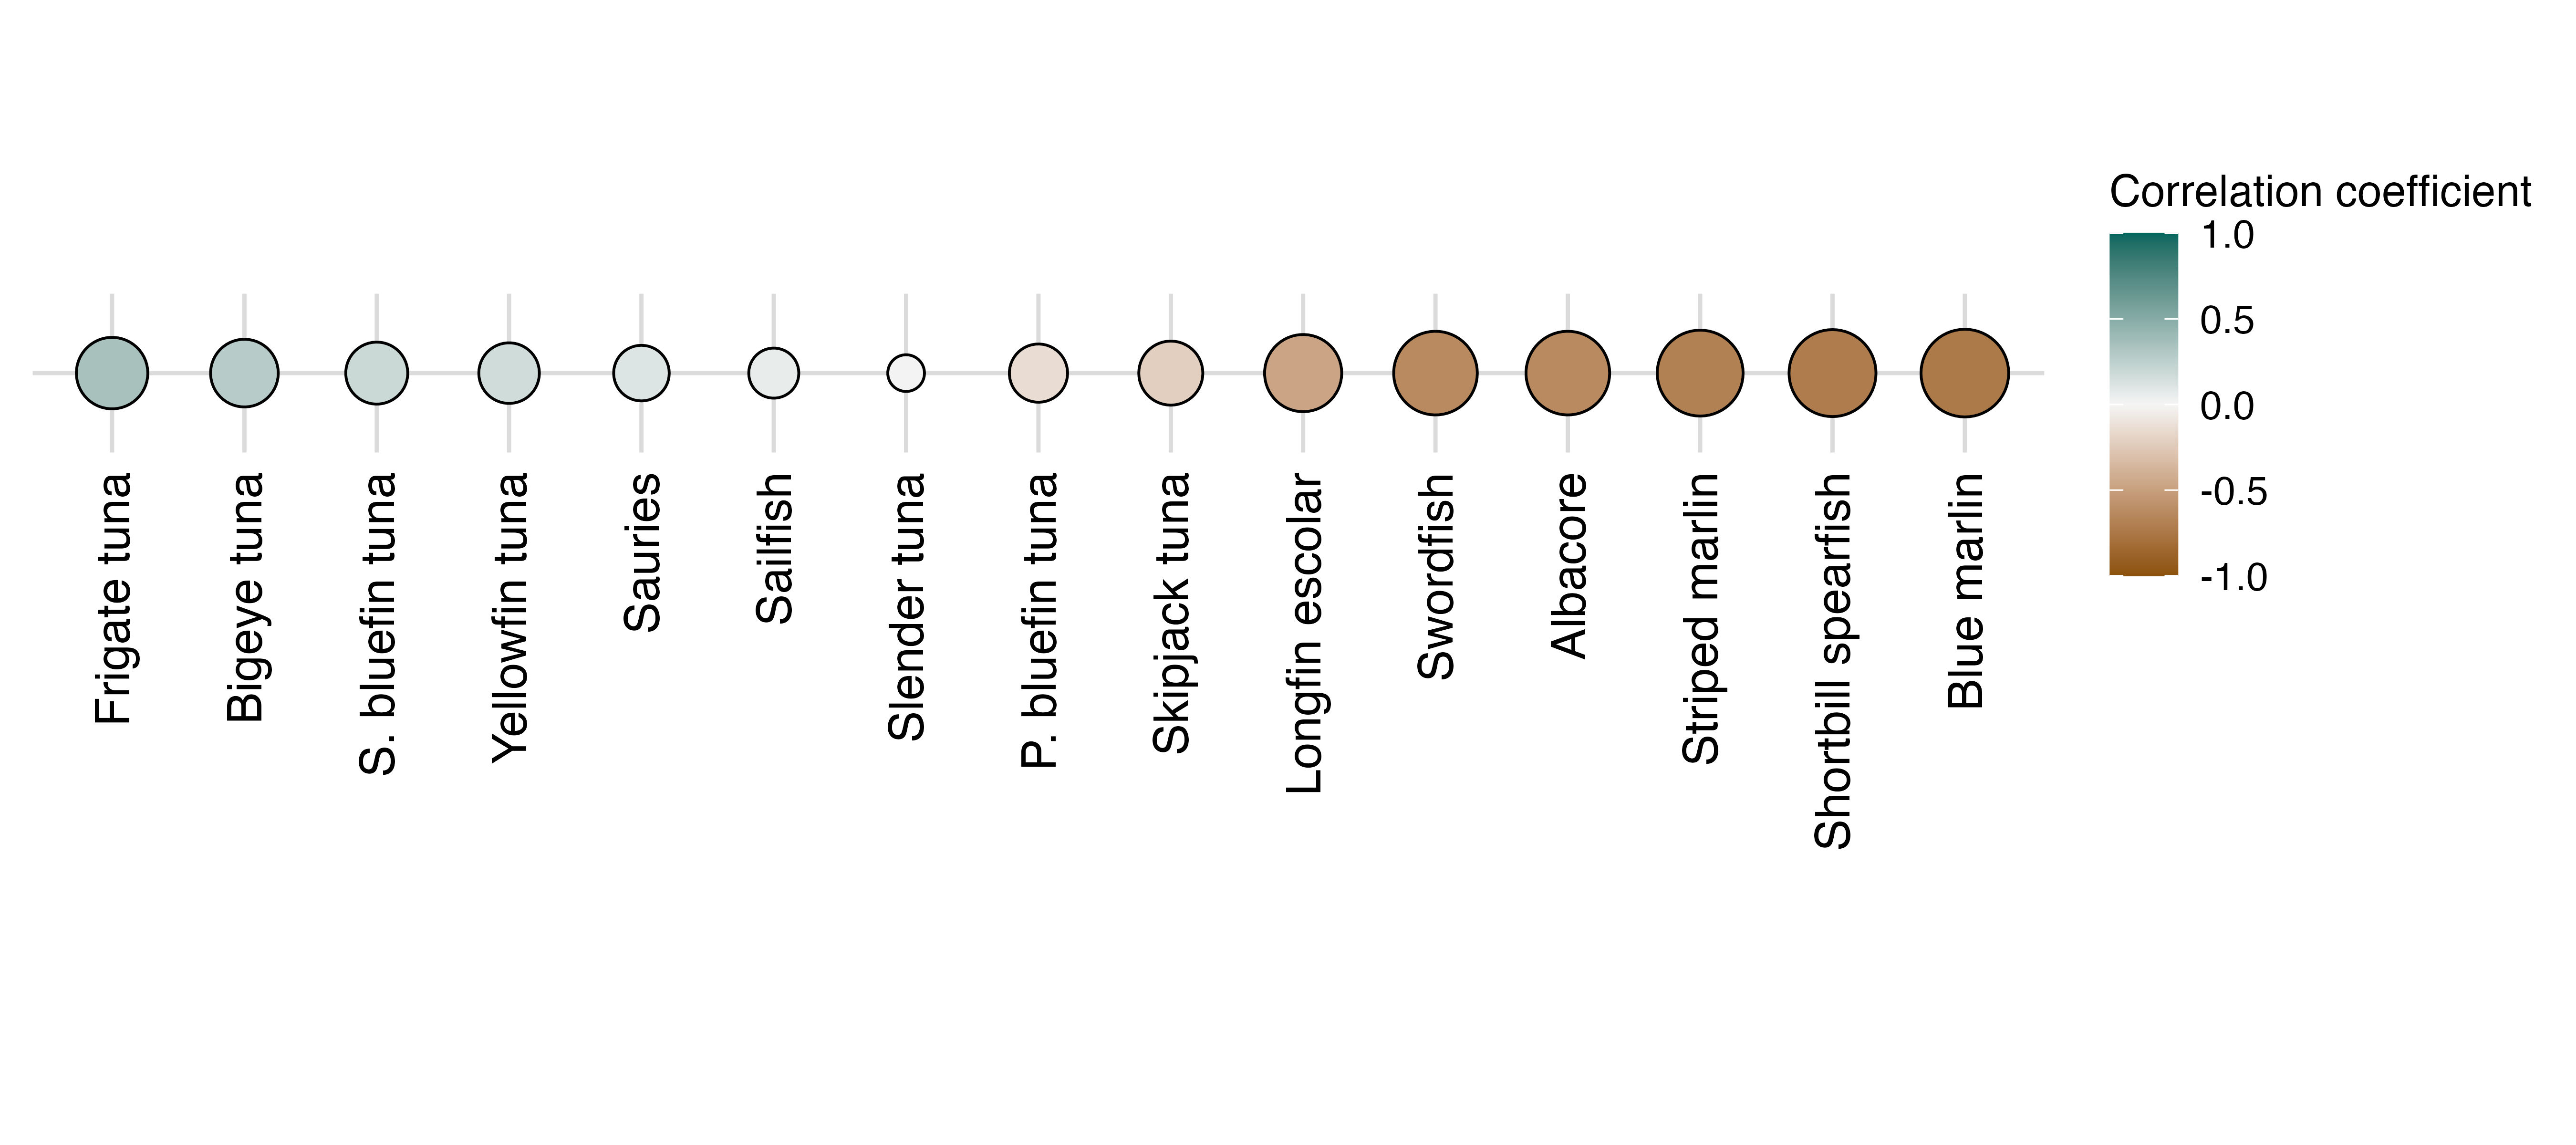 Correlation coefficient
1.0
0.5
0.0
-0.5
-1.0
Frigate tuna
Bigeye tuna
S. bluefin tuna
Yellowfin tuna
Sauries
Sailfish
Slender tuna
P. bluefin tuna
Skipjack tuna
Longfin escolar
Swordfish
Albacore
Striped marlin
Shortbill spearfish
Blue marlin